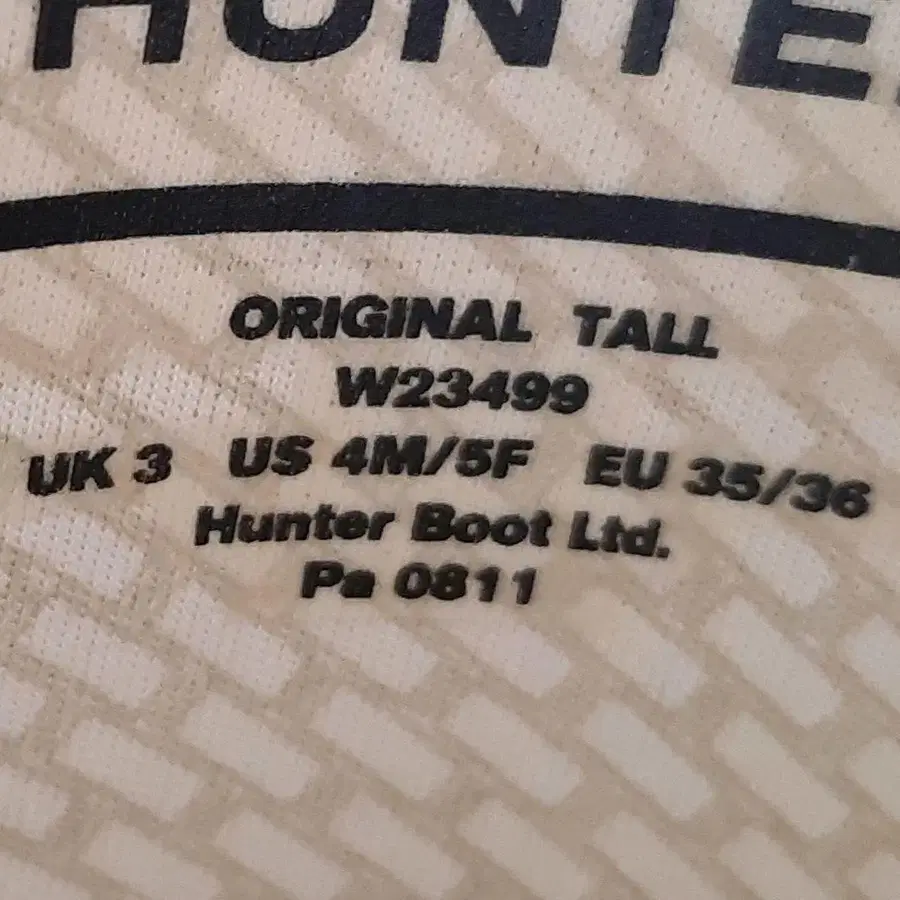 HUNTE
ORIGINAL TALL
W23499
UK 3 US 4M/5F EU 35/36
Hunter Boot Ltd.
Pa 0811